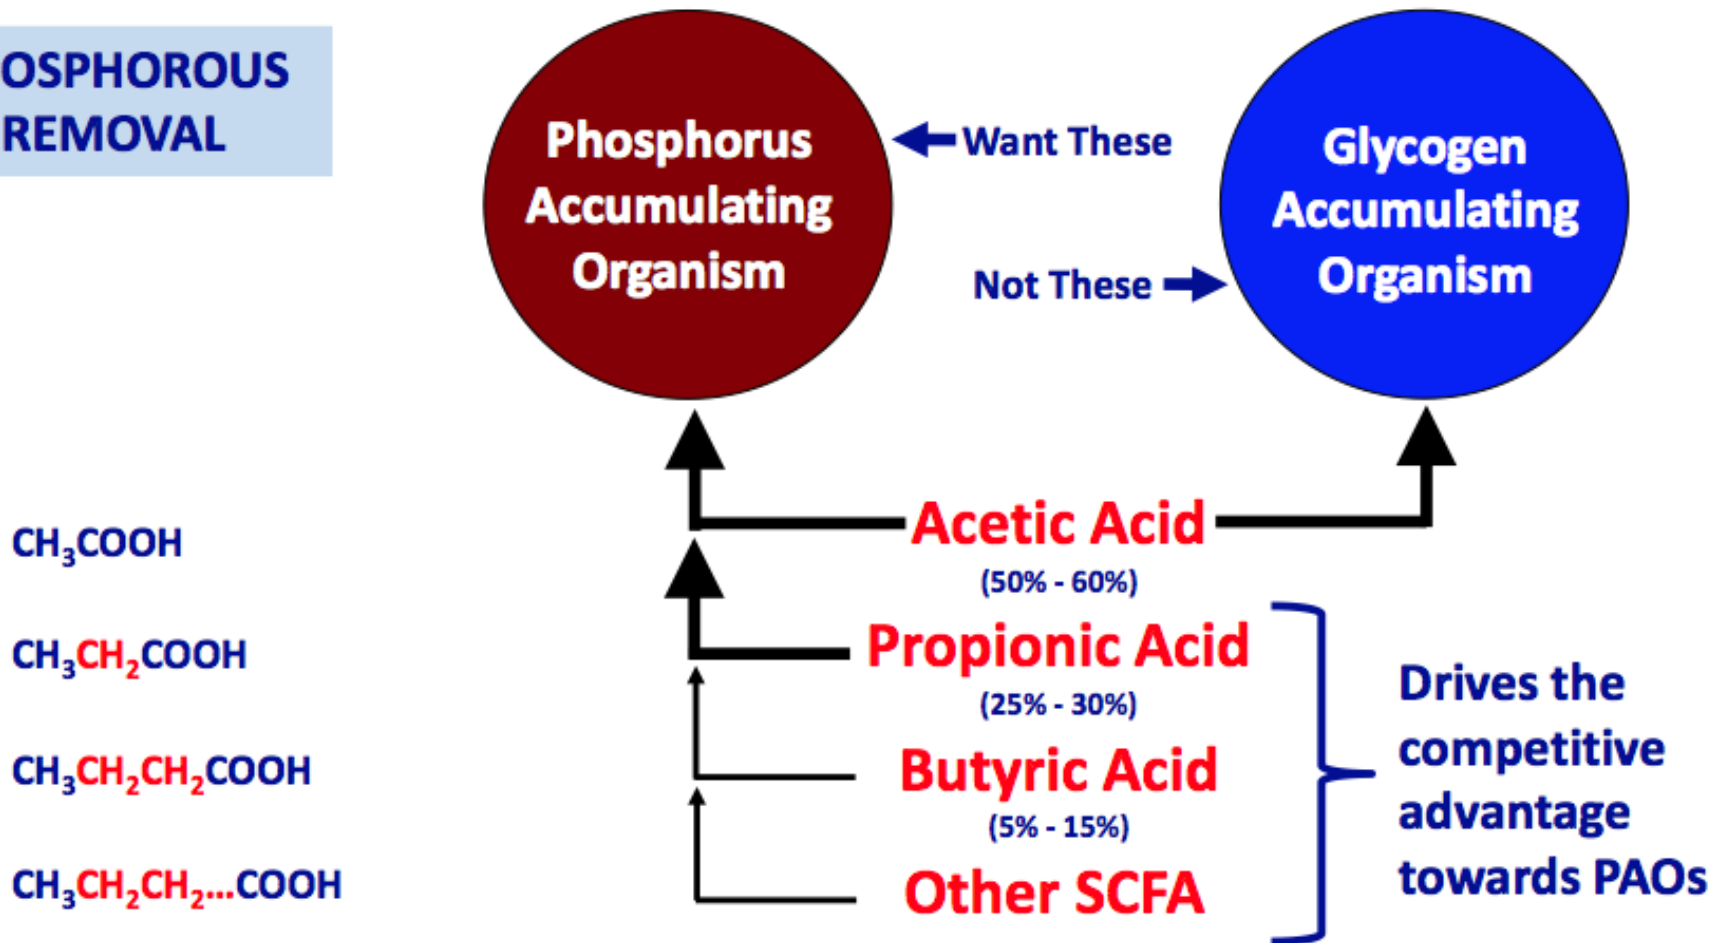 OSPHOROUS
REMOVAL
Phosphorus
Accumulating
Organism
Want These
Not These
Glycogen
Accumulating
Organism
CH₃COOH
Acetic Acid
(50% - 60%)
CH₃CH₂COOH
Propionic Acid
(25% - 30%)
CH₃CH₂CH₂COOH
Butyric Acid
(5% - 15%)
CH₃CH₂CH₂...COOH
Other SCFA
Drives the
competitive
advantage
towards PAOs